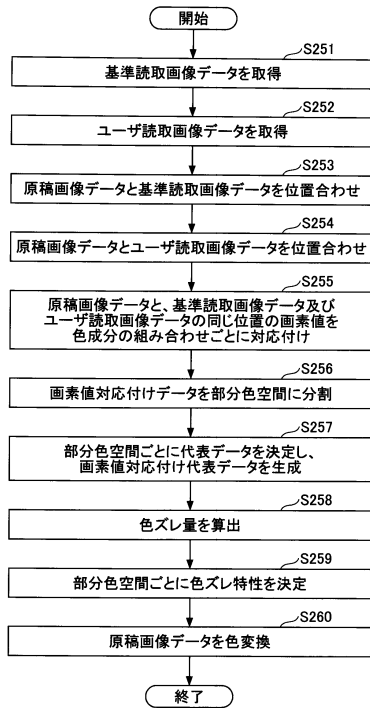 開始
S251
基準読取画像データを取得
S252
ユーザ読取画像データを取得
S253
原稿画像データと基準読取画像データを位置合わせ
S254
原稿画像データとユーザ読取画像データを位置合わせ
S255
原稿画像データと、基準読取画像データ及び
ユーザ読取画像データの同じ位置の画素値を
色成分の組み合わせごとに対応付け
S256
画素値対応付けデータを部分色空間に分割
S257
部分色空間ごとに代表データを決定し、
画素値対応付け代表データを生成
S258
色ズレ量を算出
S259
部分色空間ごとに色ズレ特性を決定
S260
原稿画像データを色変換
終了